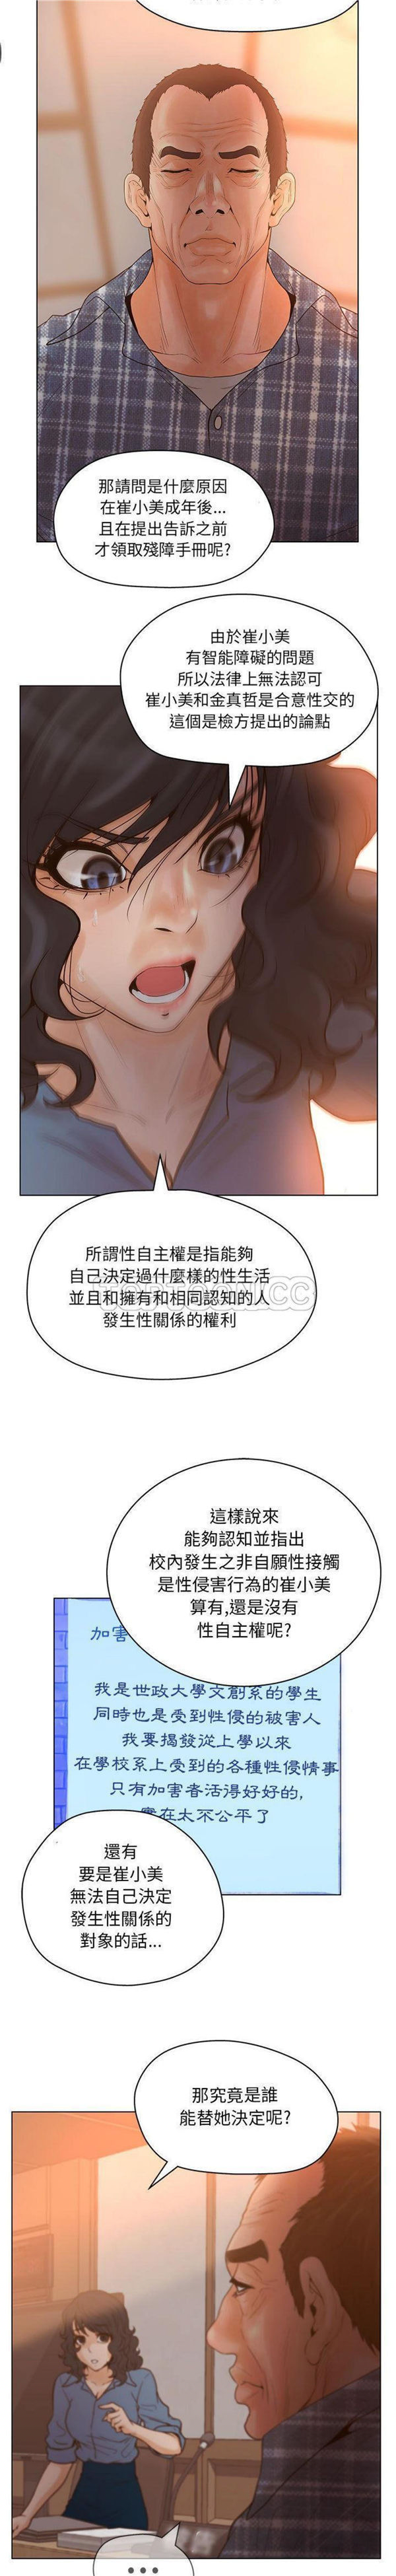 那請問是什麼原因
在崔小美成年後...
且在提出告訴之前
才領取殘障手冊呢?
由於崔小美
有智能障礙的問題
所以法律上無法認可
崔小美和金真哲是合意性交的
這個是檢方提出的論點
所謂性自主權是指能夠
自己決定過什麼樣的性生活
並且和擁有和相同認知的人
發生性關係的權利
TOPTOON.CC
這樣說來
能夠認知並指出
校內發生之非自願性接觸
是性侵害行為的崔小美
算有,還是沒有
性自主權呢?
加害
我是世政大學文創系的學生
同時也是受到性侵的被害人
我要揭發從上學以來
在學校系上受到的各種性侵情事
只有加害者活得好好的,
實在太不公平了
還有
要是崔小美
無法自己決定
發生性關係的
對象的話...
那究竟是誰
能替她決定呢?
...